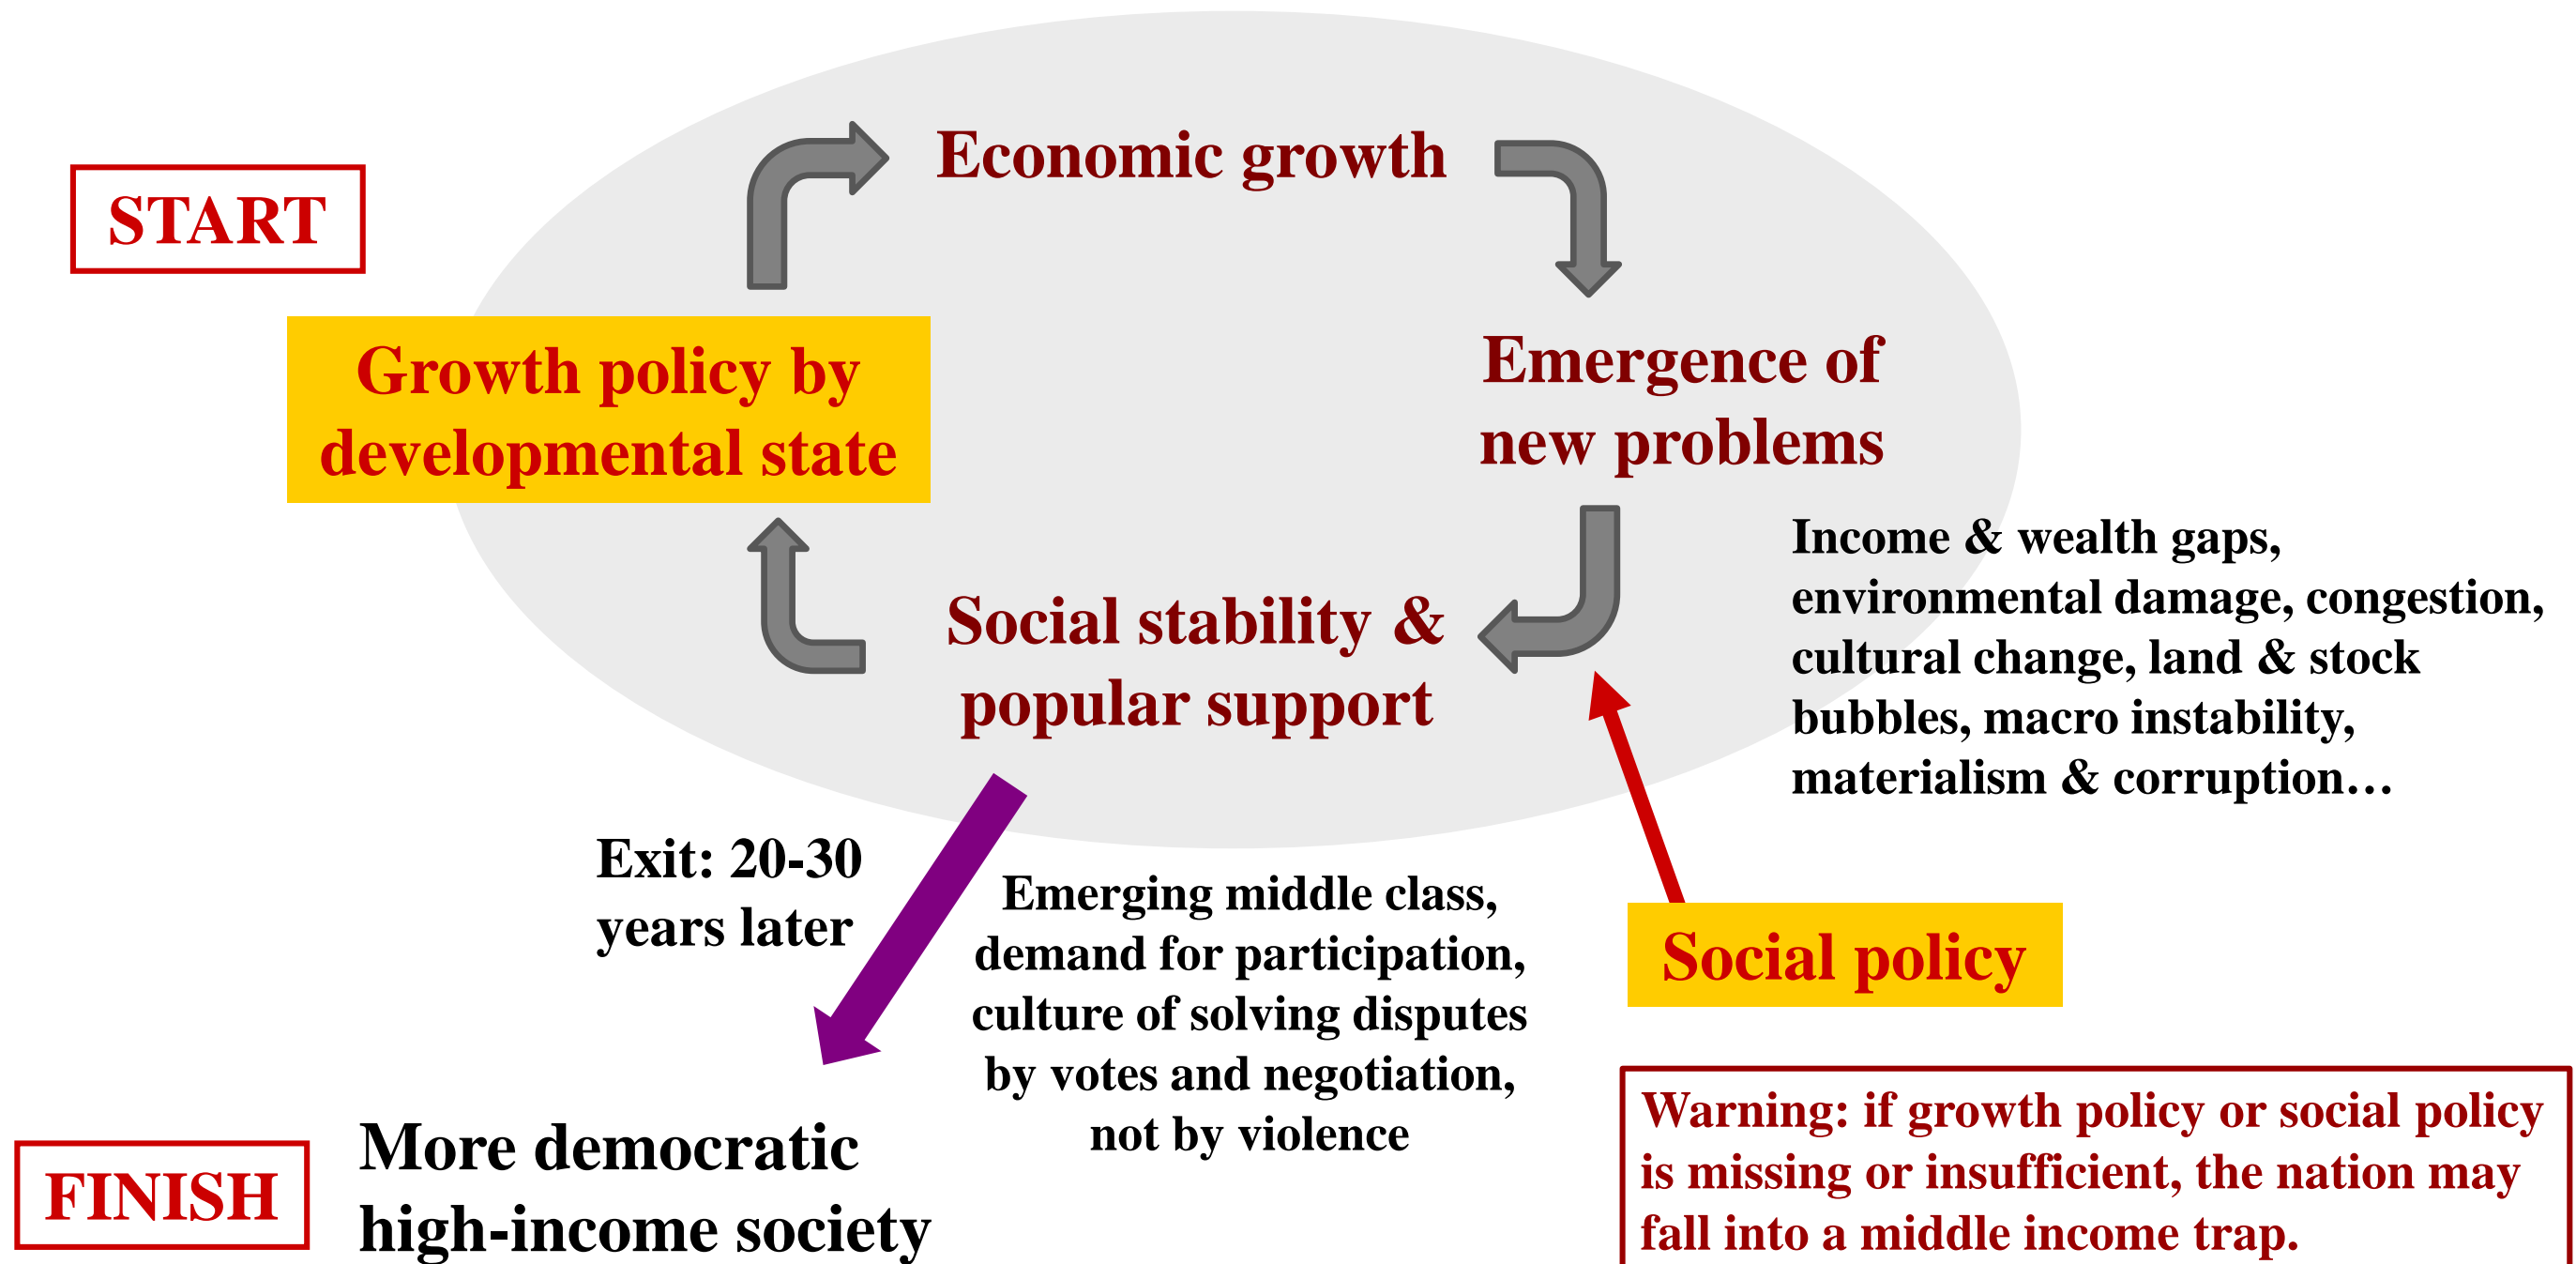 START
Economic growth
Growth policy by
developmental state
Emergence of
new problems
Income & wealth gaps,
environmental damage, congestion,
cultural change, land & stock
bubbles, macro instability,
materialism & corruption…
Social stability &
popular support
Exit: 20-30
years later
Emerging middle class,
demand for participation,
culture of solving disputes
by votes and negotiation,
not by violence
Social policy
FINISH
More democratic
high-income society
Warning: if growth policy or social policy
is missing or insufficient, the nation may
fall into a middle income trap.